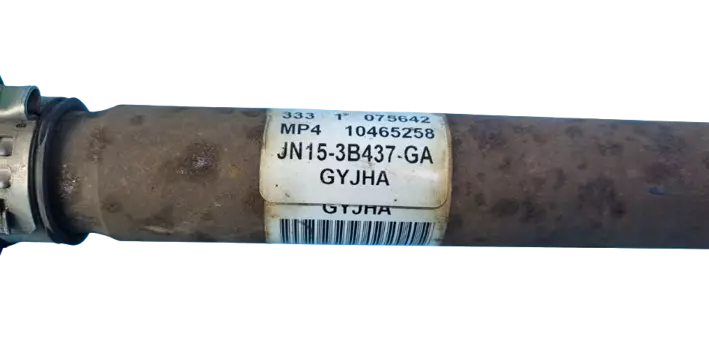 333 1 075642
MP4 10465258
JN15-3B437-GA
GYJHA
GYJHA